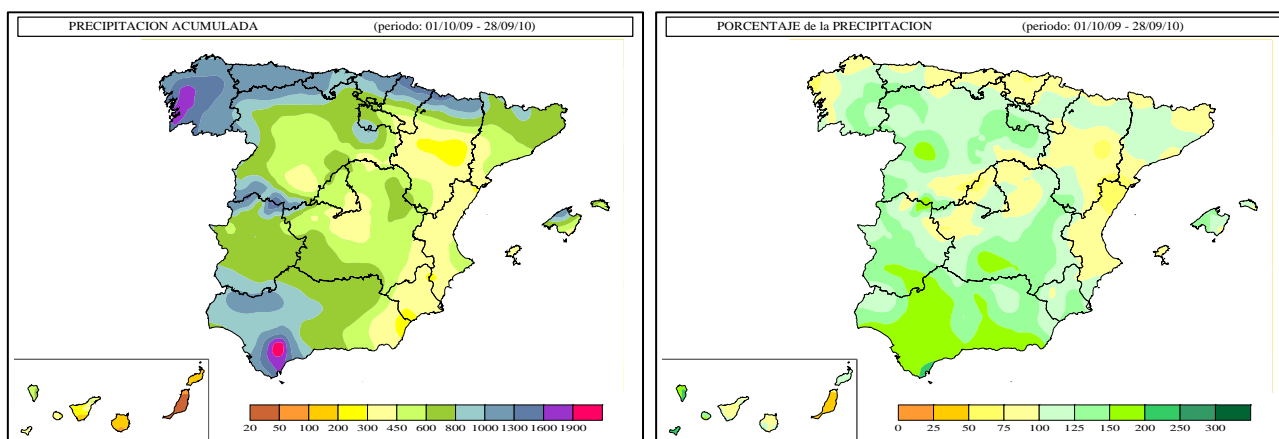 PRECIPITACION ACUMULADA (periodo: 01/10/09 - 28/09/10)
20 50 100 200 300 450 600 800 1000 1300 1600 1900
PORCENTAJE de la PRECIPITACION (periodo: 01/10/09 - 28/09/10)
0 25 50 75 100 125 150 200 250 300